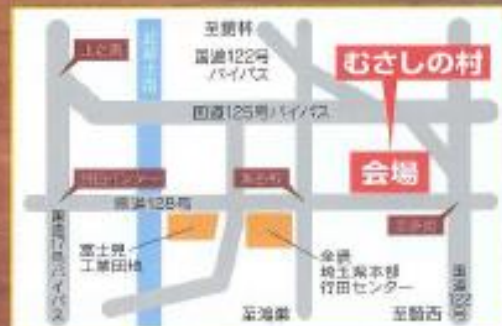 至館林
国道122号
バイパス
むさしの村
国道125号バイパス
会場
県道128号
富士見
工業団地
全農
埼玉県本部
行田センター
国道17号バイパス
至鴻巣
至騎西
国道122号